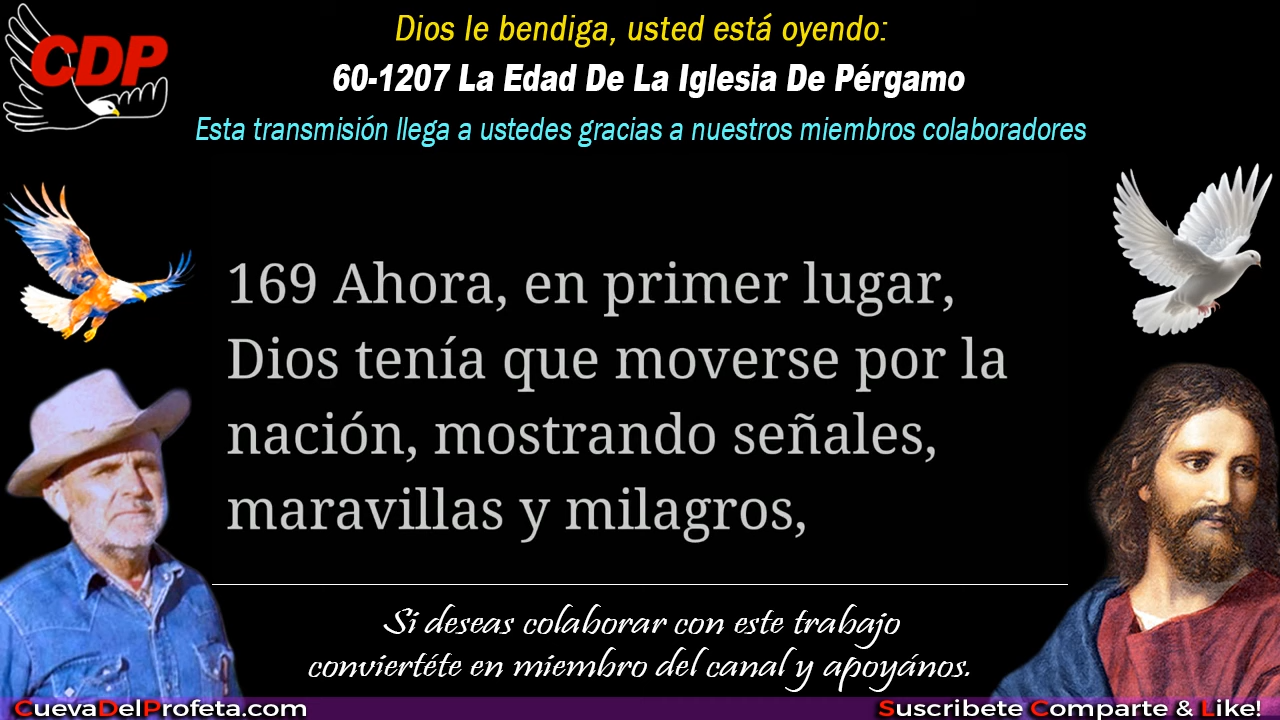 CDP
Dios le bendiga, usted está oyendo:
60-1207 La Edad De La Iglesia De Pérgamo
Esta transmisión llega a ustedes gracias a nuestros miembros colaboradores
169 Ahora, en primer lugar,
Dios tenía que moverse por la
nación, mostrando señales,
maravillas y milagros,
Si deseas colaborar con este trabajo
conviertéte en miembro del canal y apoyános.
CuevaDelProfeta.com
Suscribete Comparte & Like!